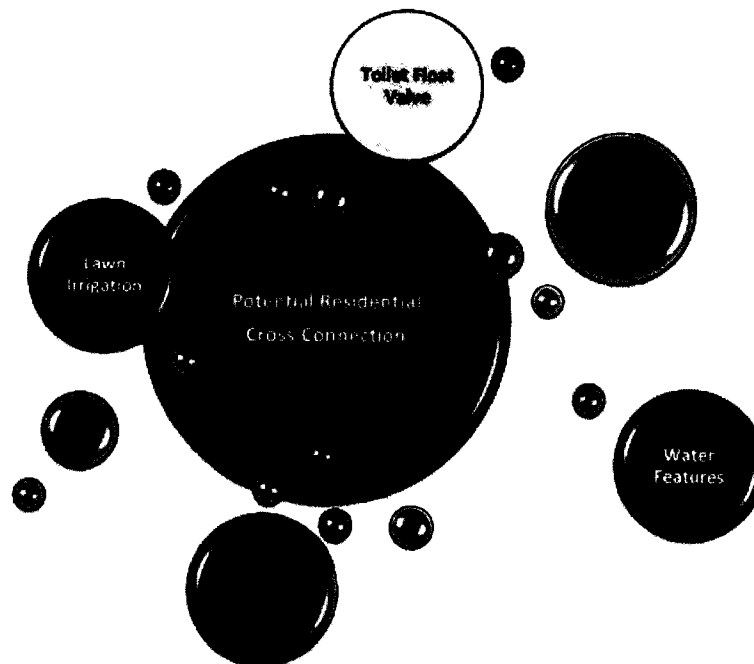 Toilet Float
Valve
Lawn
Irrigation
Potential Residential
Cross Connection
Water
Features